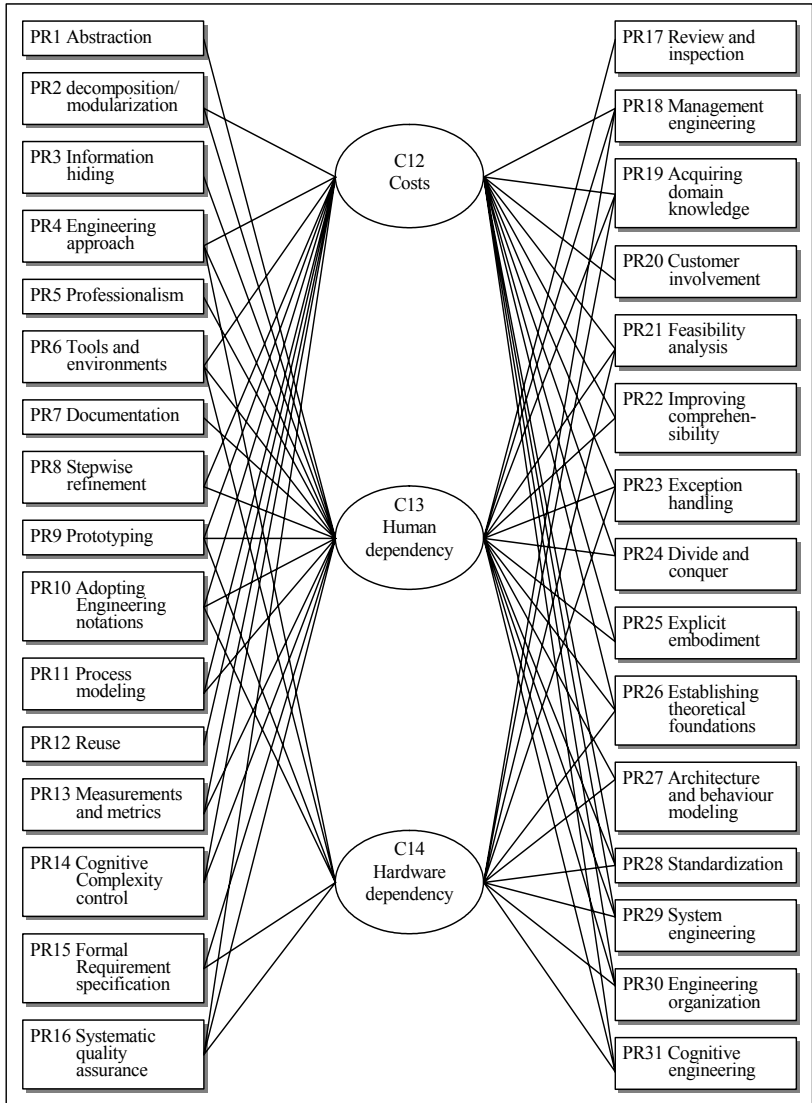 PR1 Abstraction
PR2 decomposition/
modularization
PR3 Information
hiding
PR4 Engineering
approach
PR5 Professionalism
PR6 Tools and
environments
PR7 Documentation
PR8 Stepwise
refinement
PR9 Prototyping
PR10 Adopting
Engineering
notations
PR11 Process
modeling
PR12 Reuse
PR13 Measurements
and metrics
PR14 Cognitive
Complexity
control
PR15 Formal
Requirement
specification
PR16 Systematic
quality
assurance
C12
Costs
C13
Human
dependency
C14
Hardware
dependency
PR17 Review and
inspection
PR18 Management
engineering
PR19 Acquiring
domain
knowledge
PR20 Customer
involvement
PR21 Feasibility
analysis
PR22 Improving
comprehen-
sibility
PR23 Exception
handling
PR24 Divide and
conquer
PR25 Explicit
embodiment
PR26 Establishing
theoretical
foundations
PR27 Architecture
and behaviour
modeling
PR28 Standardization
PR29 System
engineering
PR30 Engineering
organization
PR31 Cognitive
engineering